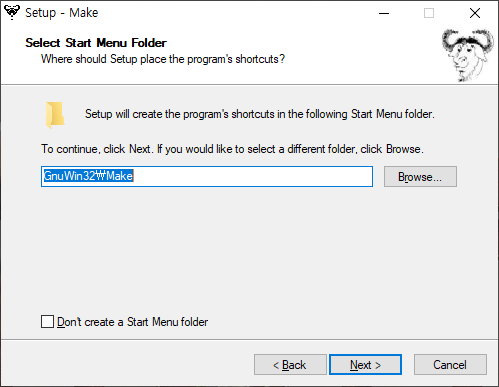 Setup - Make
Select Start Menu Folder
Where should Setup place the program's shortcuts?
Setup will create the program's shortcuts in the following Start Menu folder.
To continue, click Next. If you would like to select a different folder, click Browse.
GnuWin32₩Make
Browse...
Don't create a Start Menu folder
< Back
Next >
Cancel